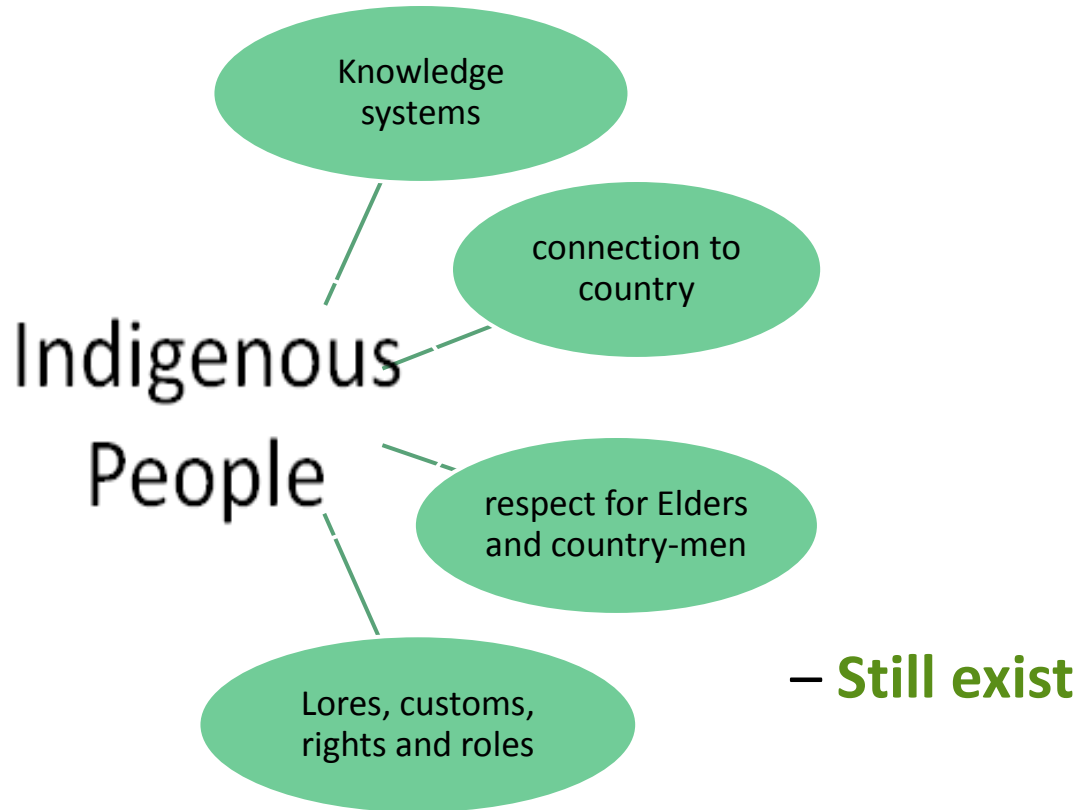 Knowledge
systems
connection to
country
Indigenous
People
respect for Elders
and country-men
– Still exist
Lores, customs,
rights and roles